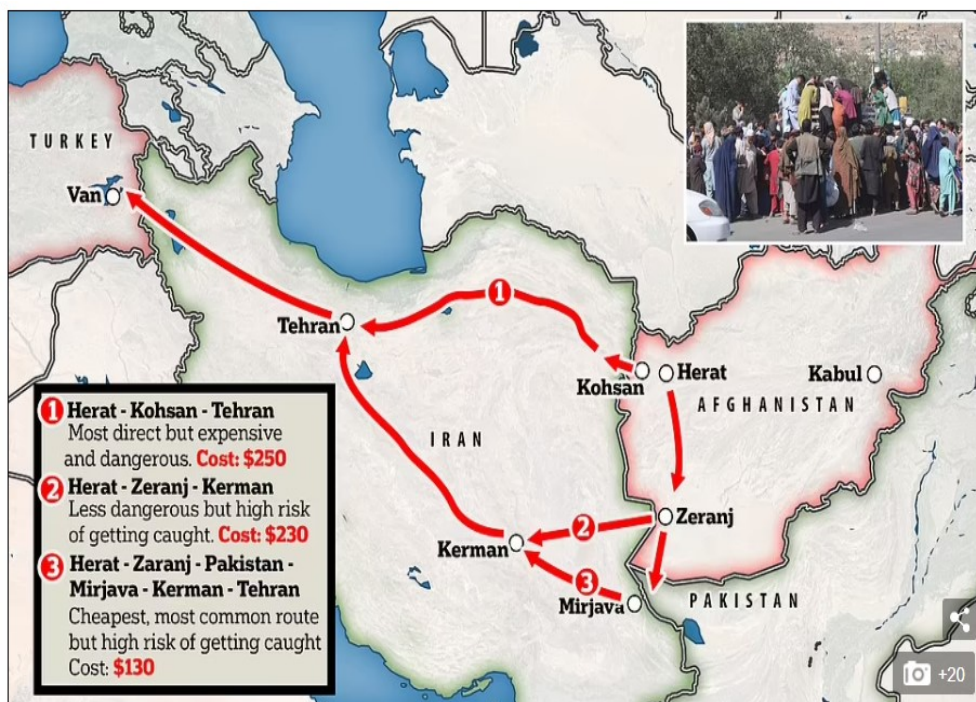 TURKEY
Van
Tehran
1
Kohsan
Herat
Kabul
AFGHANISTAN
IRAN
Zeranj
2
Kerman
3
Mirjava
PAKISTAN
1 Herat - Kohsan - Tehran
Most direct but expensive
and dangerous. Cost: $250
2 Herat - Zeranj - Kerman
Less dangerous but high risk
of getting caught. Cost: $230
3 Herat - Zaranj - Pakistan -
Mirjava - Kerman - Tehran
Cheapest, most common route
but high risk of getting caught
Cost: $130
+20